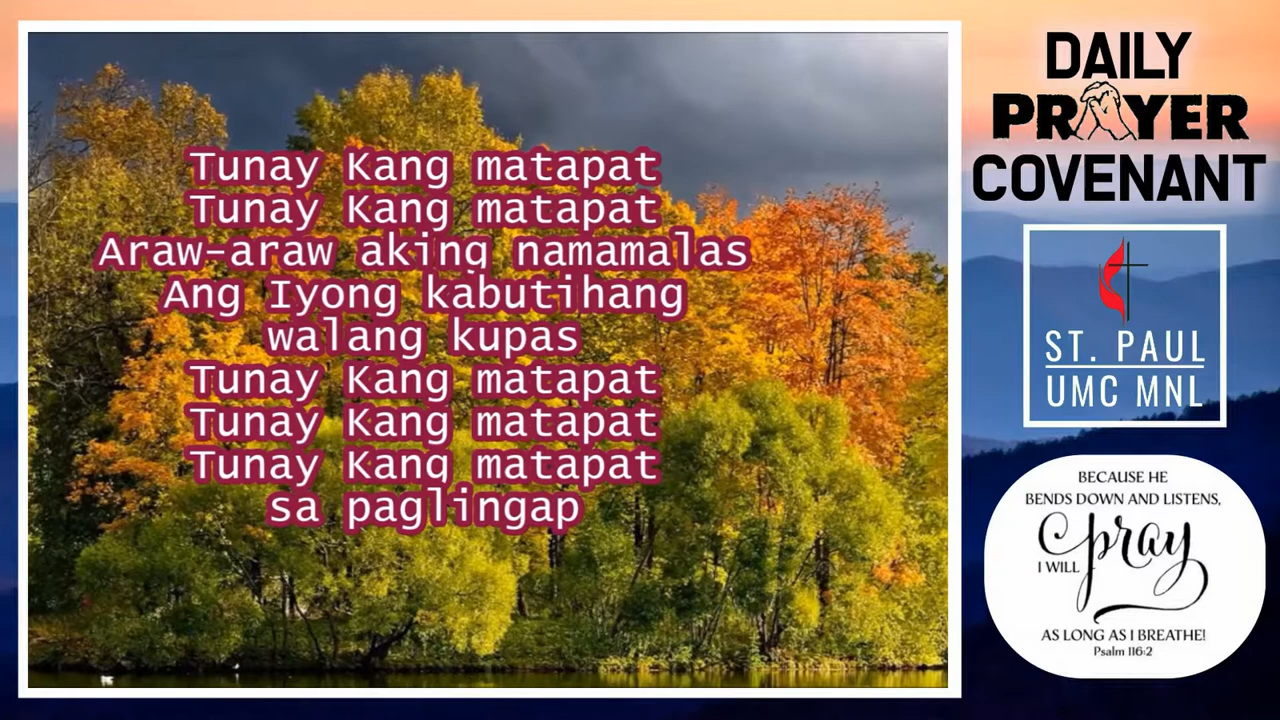 Tunay Kang matapat
Tunay Kang matapat
Araw-araw aking namamalas
Ang Iyong kabutihang
walang kupas
Tunay Kang matapat
Tunay Kang matapat
Tunay Kang matapat
sa paglingap
DAILY
PRAYER
COVENANT
ST. PAUL
UMC MNL
BECAUSE HE
BENDS DOWN AND LISTENS,
I WILL pray
AS LONG AS I BREATHE!
Psalm 116:2